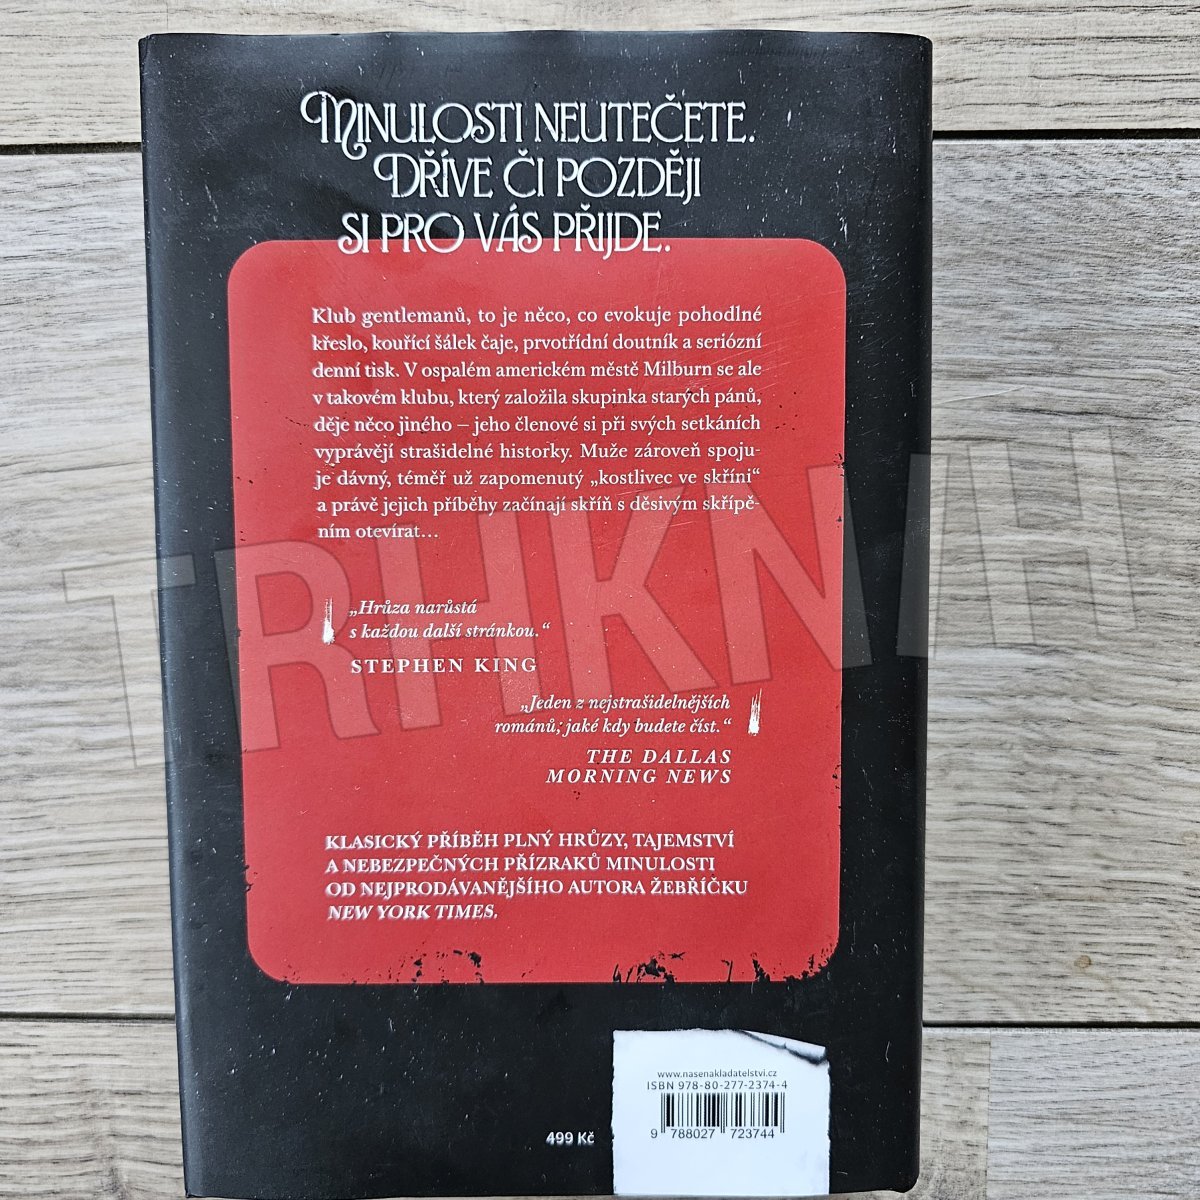 MINULOSTI NEUTEČETE.
DŘÍVE ČI POZDĚJI
SI PRO VÁS PŘIJDE.
Klub gentlemanů, to je něco, co evokuje pohodlné
křeslo, kouřící šálek čaje, prvotřídní doutník a seriózní
denní tisk. V ospalém americkém městě Milburn se ale
v takovém klubu, který založila skupinka starých pánů,
děje něco jiného – jeho členové si při svých setkáních
vyprávějí strašidelné historky. Muže zároveň spoju-
je dávný, téměř už zapomenutý „kostlivec ve skříni“
a právě jejich příběhy začínají skříň s děsivým skřípě-
ním otevírat…
TRHKNIH
„Hrůza narůstá
s každou další stránkou.“
STEPHEN KING
„Jeden z nejstrašidelnějších
románů, jaké kdy budete číst.“
THE DALLAS
MORNING NEWS
KLASICKÝ PŘÍBĚH PLNÝ HRŮZY, TAJEMSTVÍ
A NEBEZPEČNÝCH PŘÍZRAKŮ MINULOSTI
OD NEJPRODÁVANĚJŠÍHO AUTORA ŽEBŘÍČKU
NEW YORK TIMES.
www.nasenakladatelstvi.cz
ISBN 978-80-277-2374-4
9 788027 723744
499 Kč